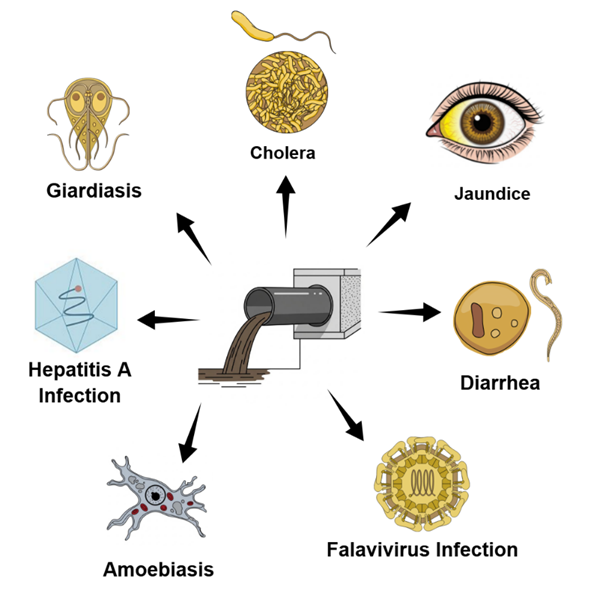 Cholera
Giardiasis
Jaundice
Hepatitis A
Infection
Diarrhea
Amoebiasis
Falavivirus Infection